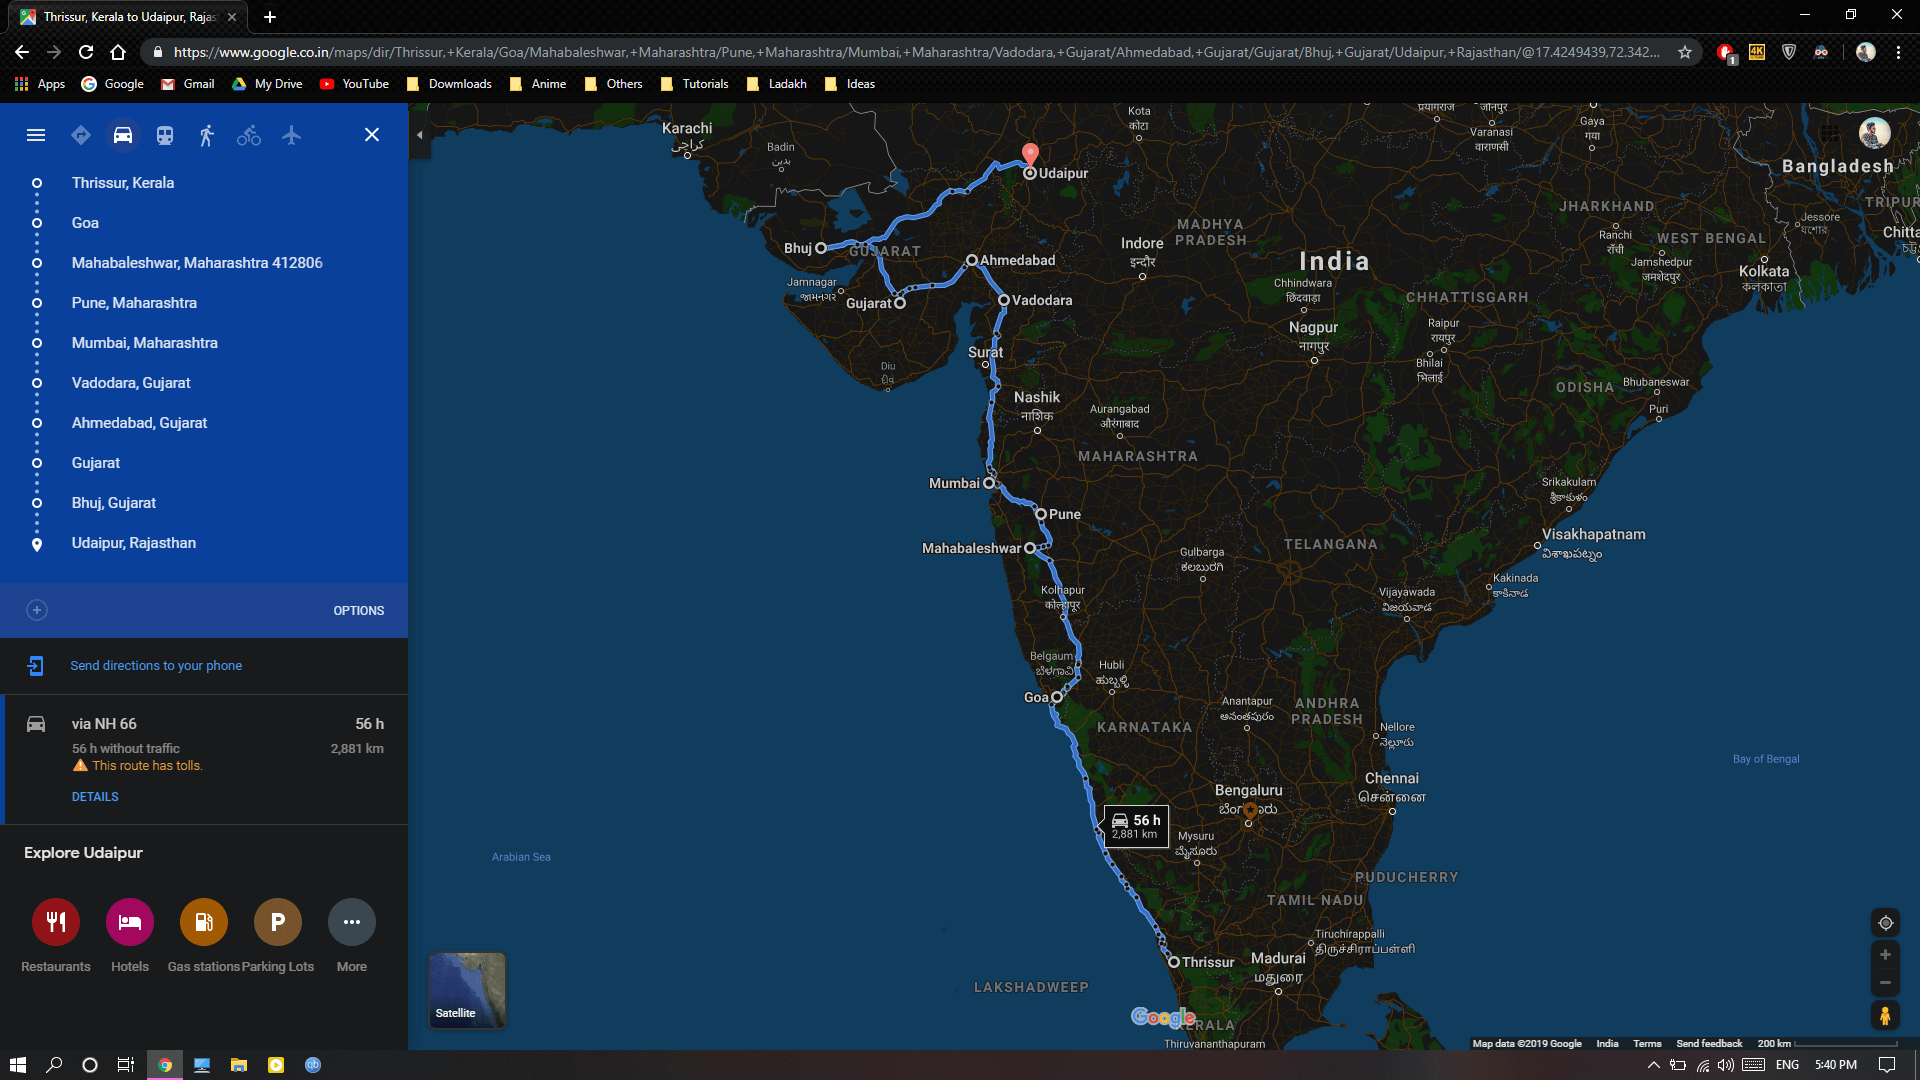 Thrissur, Kerala to Udaipur, Rajas
https://www.google.co.in/maps/dir/Thrissur,+Kerala/Goa/Mahabaleshwar,+Maharashtra/Pune,+Maharashtra/Mumbai,+Maharashtra/Vadodara,+Gujarat/Ahmedabad,+Gujarat/Gujarat/Bhuj,+Gujarat/Udaipur,+Rajasthan/@17.4249439,72.342...
4K
1
Apps
Google
Gmail
My Drive
YouTube
Downloads
Anime
Others
Tutorials
Ladakh
Ideas
Thrissur, Kerala
Goa
Mahabaleshwar, Maharashtra 412806
Pune, Maharashtra
Mumbai, Maharashtra
Vadodara, Gujarat
Ahmedabad, Gujarat
Gujarat
Bhuj, Gujarat
Udaipur, Rajasthan
OPTIONS
Send directions to your phone
via NH 66
56 h
56 h without traffic
2,881 km
This route has tolls.
DETAILS
Explore Udaipur
P
Restaurants
Hotels
Gas stations
Parking Lots
More
Satellite
Karachi
كراچى
Badin
بدين
Kota
कोटा
प्रयागराज
जौनपुर
Varanasi
वाराणसी
Gaya
गया
Bangladesh
TRIPUR
Udaipur
MADHYA
PRADESH
JHARKHAND
Ranchi
राँची
WEST BENGAL
Jessore
যশোর
Chitta
Bhuj
GUJARAT
Ahmedabad
Indore
इन्दौर
India
Jamshedpur
जमशेदपुर
Kolkata
কলকাতা
Jamnagar
જામનગર
Gujarat
Vadodara
Chhindwara
छिंदवाड़ा
CHHATTISGARH
Nagpur
नागपुर
Raipur
रायपुर
Surat
Bhilai
भिलाई
Diu
ODISHA
Bhubaneswar
Puri
Nashik
नाशिक
Aurangabad
औरंगाबाद
MAHARASHTRA
Mumbai
Pune
Srikakulam
శ్రీకాకుళం
Mahabaleshwar
Gulbarga
ಕಲಬುರಗಿ
TELANGANA
Visakhapatnam
విశాఖపట్నం
Kolhapur
कोल्हापूर
Vijayawada
విజయవాడ
Kakinada
కాకినాడ
Belgaum
ಬೆಳಗಾವಿ
Hubli
ಹುಬ್ಬಳ್ಳಿ
Goa
Anantapur
అనంతపురం
ANDHRA
PRADESH
KARNATAKA
Nellore
నెల్లూరు
Bay of Bengal
Chennai
சென்னை
Bengaluru
56 h
2,881 km
Mysuru
ಮೈಸೂರು
Arabian Sea
PUDUCHERRY
TAMIL NADU
Tiruchirappalli
திருச்சிராப்பள்ளி
Thrissur
Madurai
மதுரை
LAKSHADWEEP
Google
KERALA
Thiruvananthapuram
Map data ©2019 Google
India
Terms
Send feedback
200 km
qb
ENG
5:40 PM